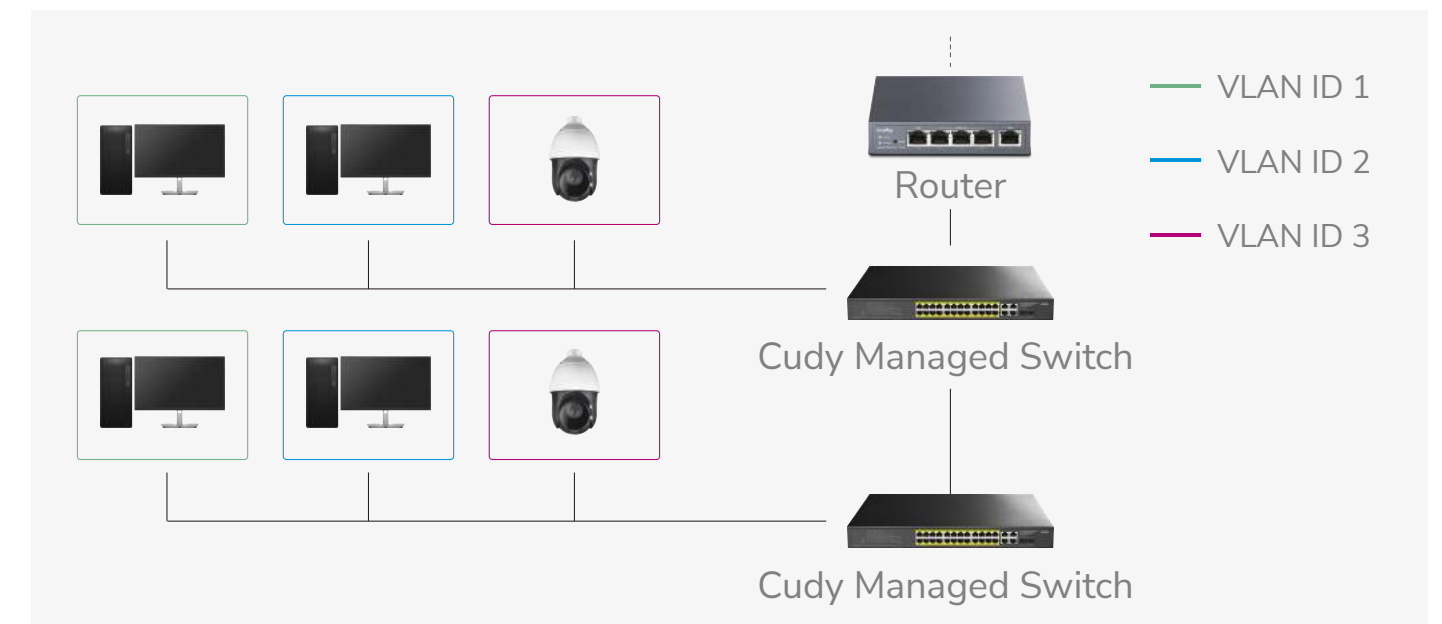 VLAN ID 1
VLAN ID 2
Router
VLAN ID 3
Cudy Managed Switch
Cudy Managed Switch